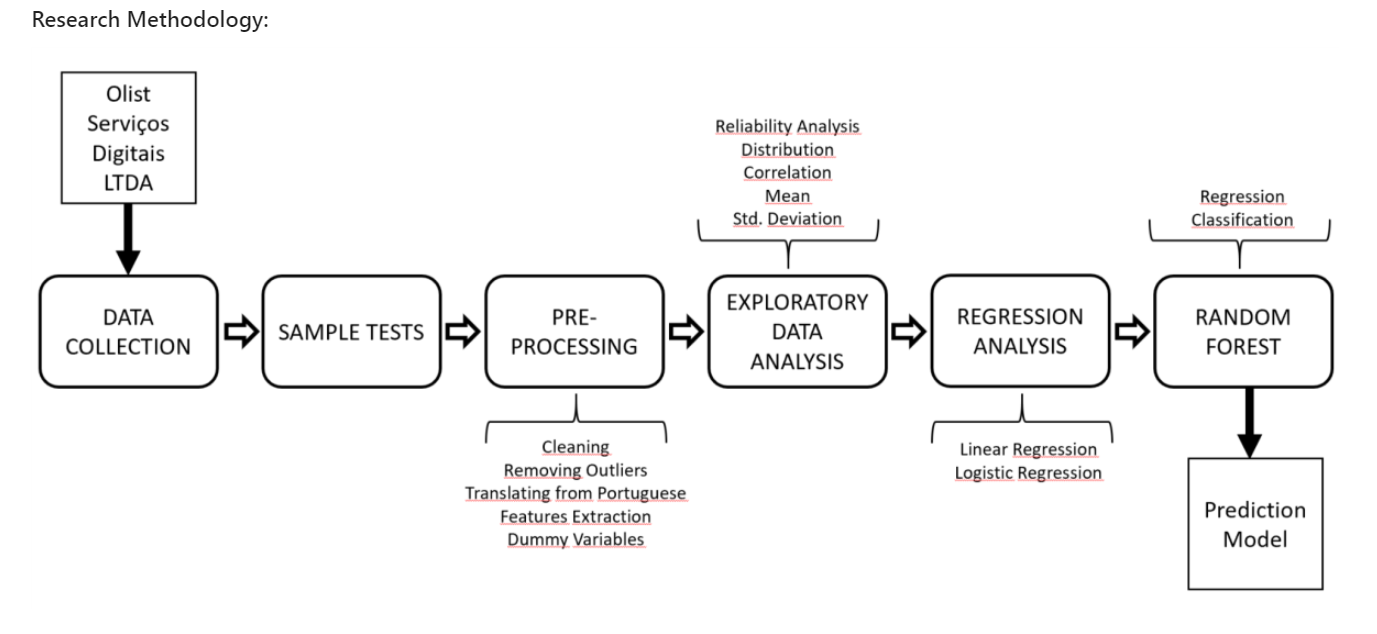 Research Methodology:
Olist
Serviços
Digitais
LTDA
DATA
COLLECTION
SAMPLE TESTS
PRE-
PROCESSING
Cleaning
Removing Outliers
Translating from Portuguese
Features Extraction
Dummy Variables
Reliability Analysis
Distribution
Correlation
Mean
Std. Deviation
EXPLORATORY
DATA
ANALYSIS
REGRESSION
ANALYSIS
Linear Regression
Logistic Regression
Regression
Classification
RANDOM
FOREST
Prediction
Model